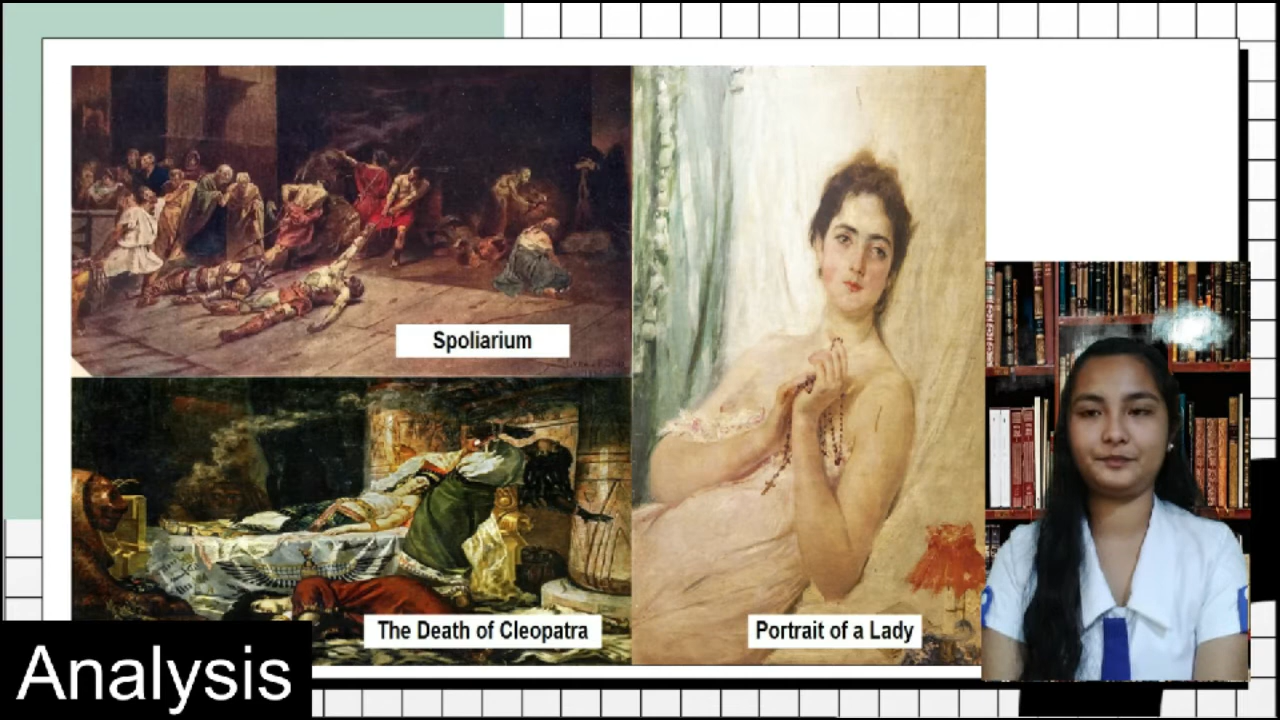 Spoliarium
The Death of Cleopatra
Portrait of a Lady
Analysis